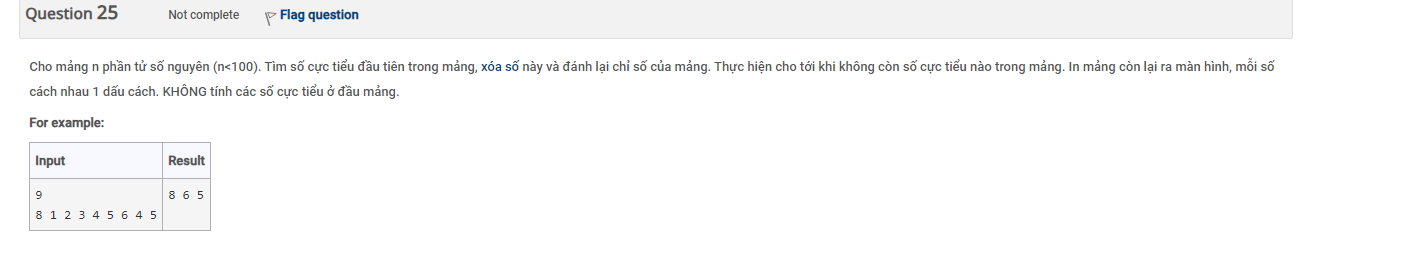 Question 25 Not complete Flag question
Cho mảng n phần tử số nguyên (n<100). Tìm số cực tiểu đầu tiên trong mảng, xóa số này và đánh lại chỉ số của mảng. Thực hiện cho tới khi không còn số cực tiểu nào trong mảng. In mảng còn lại ra màn hình, mỗi số
cách nhau 1 dấu cách. KHÔNG tính các số cực tiểu ở đầu mảng.
For example:
Input Result
9 8 6 5
8 1 2 3 4 5 6 4 5